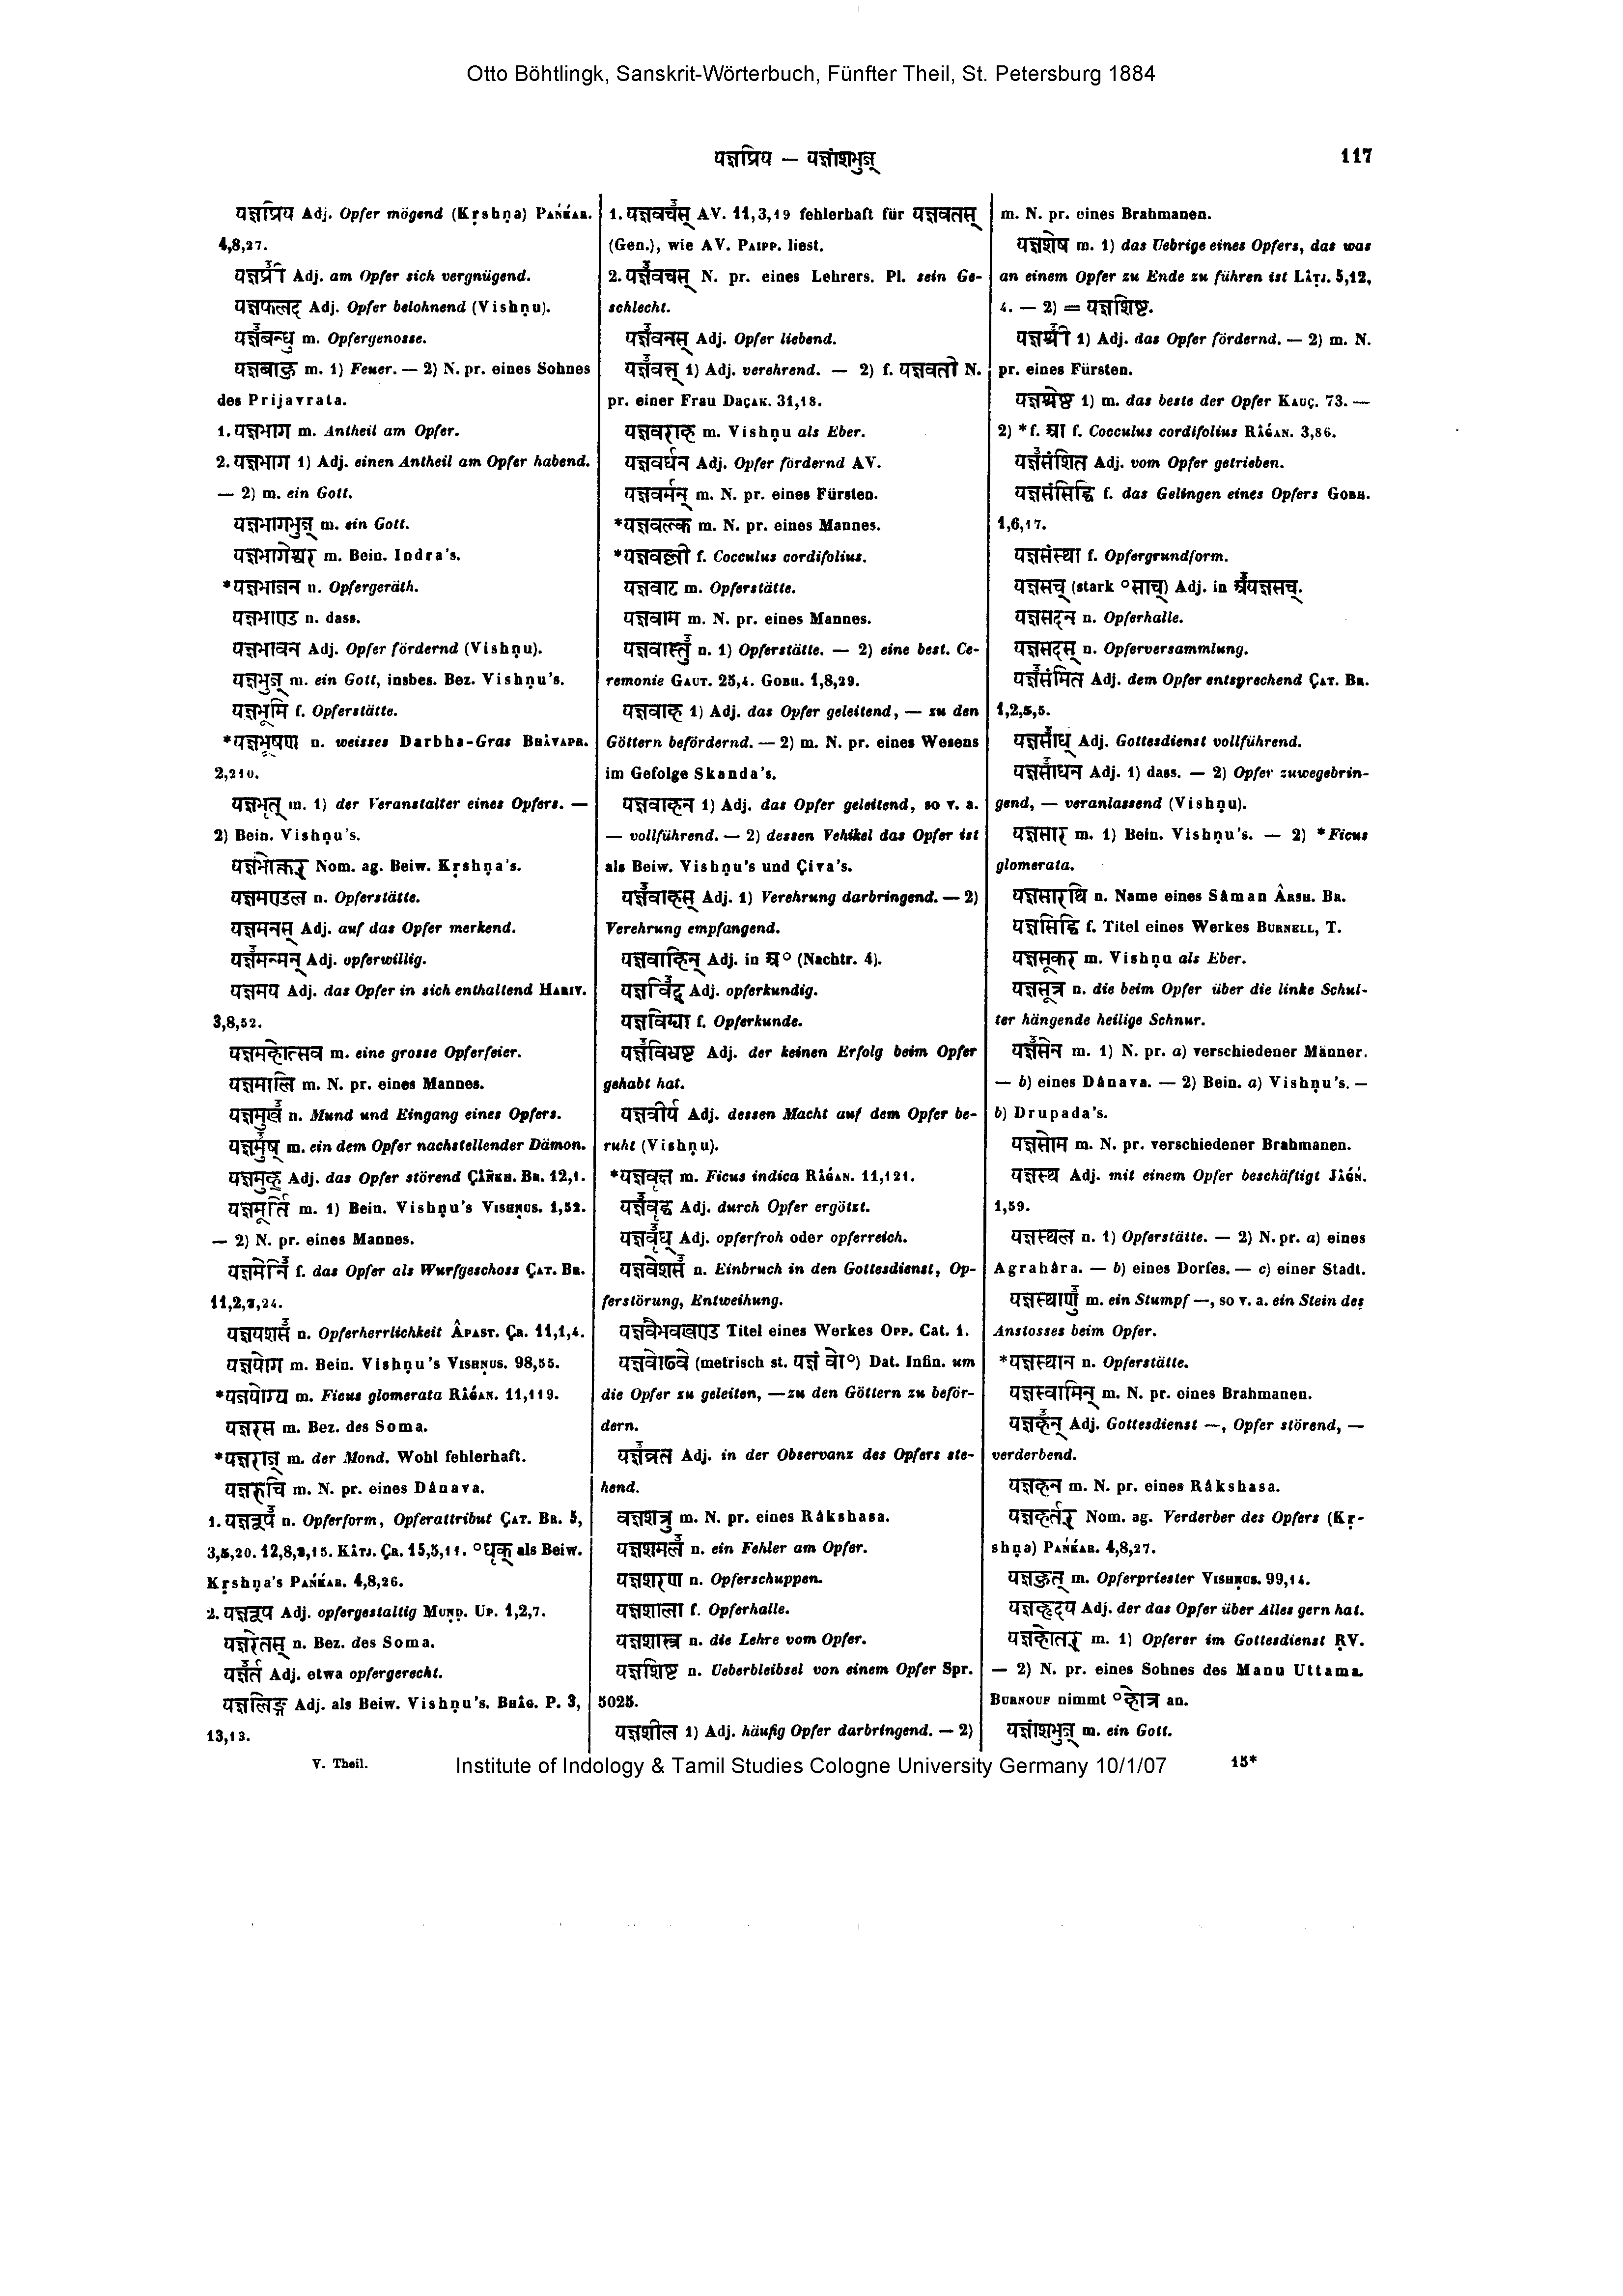 Otto Böhtlingk, Sanskrit-Wörterbuch, Fünfter Theil, St. Petersburg 1884
यज्ञप्रिय — यज्ञांशभुज्
117
यज्ञप्रिय Adj. Opfer mögend (Kṛshṇa) PAŃKAR.
4,8,27.
यज्ञप्री Adj. am Opfer sich vergnügend.
यज्ञफलद Adj. Opfer belohnend (Vishṇu).
यज्ञबन्धु m. Opfergenosse.
यज्ञबाहु m. 1) Feuer. — 2) N. pr. eines Sohnes
des Prijavrata.
1. यज्ञभाग m. Antheil am Opfer.
2. यज्ञभाग 1) Adj. einen Antheil am Opfer habend.
— 2) m. ein Gott.
यज्ञभागभुज् m. ein Gott.
यज्ञभागेश्वर m. Bein. Indra's.
*यज्ञभाजन n. Opfergeräth.
यज्ञभाण्ड n. dass.
यज्ञभावन Adj. Opfer fördernd (Vishṇu).
यज्ञभुज् m. ein Gott, insbes. Bez. Vishṇu's.
यज्ञभूमि f. Opferstätte.
*यज्ञभूषण n. weisses Darbha-Gras BHÂVAPR.
2,210.
यज्ञभृत् m. 1) der Veranstalter eines Opfers. —
2) Bein. Vishṇu's.
यज्ञभोक्तर् Nom. ag. Beiw. Kṛshṇa's.
यज्ञमण्डल n. Opferstätte.
यज्ञमनस् Adj. auf das Opfer merkend.
यज्ञमन्मन् Adj. opferwillig.
यज्ञमय Adj. das Opfer in sich enthaltend HARIV.
3,8,52.
यज्ञमहोत्सव m. eine grosse Opferfeier.
यज्ञमालि m. N. pr. eines Mannes.
यज्ञमुख n. Mund und Eingang eines Opfers.
यज्ञमुष् m. ein dem Opfer nachstellender Dämon.
यज्ञमुह् Adj. das Opfer störend ÇÂÑKH. BR. 12,1.
यज्ञमूर्ति m. 1) Bein. Vishṇu's VISHṆUS. 1,52.
— 2) N. pr. eines Mannes.
यज्ञमेनि f. das Opfer als Wurfgeschoss ÇAT. BR.
11,2,7,24.
यज्ञयशस n. Opferherrlichkeit ÂPAST. ÇR. 11,1,4.
यज्ञयोग m. Bein. Vishṇu's VISHṆUS. 98,55.
*यज्ञयोग्य m. Ficus glomerata RÂĠAN. 11,119.
यज्ञरस m. Bez. des Soma.
*यज्ञराज् m. der Mond. Wohl fehlerhaft.
यज्ञरुचि m. N. pr. eines Dânava.
1. यज्ञरूप n. Opferform, Opferattribut ÇAT. BR. 5,
3,5,20. 12,8,2,15. KÂTJ. ÇR. 15,5,11. °धृक् als Beiw.
Kṛshṇa's PAŃKAR. 4,8,26.
2. यज्ञरूप Adj. opfergestaltig MUṆḌ. UP. 1,2,7.
यज्ञरेतस् n. Bez. des Soma.
यज्ञर्त Adj. etwa opfergerecht.
यज्ञलिङ्ग Adj. als Beiw. Vishṇu's. BHÂG. P. 3,
13,13.
1. यज्ञवचस् AV. 11,3,19 fehlerhaft für यज्ञवतस्
(Gen.), wie AV. PAIPP. liest.
2. यज्ञवचस् N. pr. eines Lehrers. Pl. sein Ge-
schlecht.
यज्ञवनस् Adj. Opfer liebend.
यज्ञवन्त् 1) Adj. verehrend. — 2) f. यज्ञवती N.
pr. einer Frau DAÇAK. 31,18.
यज्ञवराह m. Vishṇu als Eber.
यज्ञवर्धन Adj. Opfer fördernd AV.
यज्ञवर्मन् m. N. pr. eines Fürsten.
*यज्ञवल्क m. N. pr. eines Mannes.
*यज्ञवल्ली f. Cocculus cordifolius.
यज्ञवाट m. Opferstätte.
यज्ञवाम m. N. pr. eines Mannes.
यज्ञवास्तु n. 1) Opferstätte. — 2) eine best. Ce-
remonie GAUT. 25,4. GOBH. 1,8,29.
यज्ञवाह 1) Adj. das Opfer geleitend, — zu den
Göttern befördernd. — 2) m. N. pr. eines Wesens
im Gefolge Skanda's.
यज्ञवाहन 1) Adj. das Opfer geleitend, so v. a.
— vollführend. — 2) dessen Vehikel das Opfer ist
als Beiw. Vishṇu's und Çiva's.
यज्ञवाहस् Adj. 1) Verehrung darbringend. — 2)
Verehrung empfangend.
यज्ञवाहिन् Adj. in अ° (Nachtr. 4).
यज्ञविद् Adj. opferkundig.
यज्ञविद्या f. Opferkunde.
यज्ञविभ्रष्ट Adj. der keinen Erfolg beim Opfer
gehabt hat.
यज्ञवीर्य Adj. dessen Macht auf dem Opfer be-
ruht (Vishṇu).
*यज्ञवृक्ष m. Ficus indica RÂĠAN. 11,121.
यज्ञवृद्ध Adj. durch Opfer ergötzt.
यज्ञवृध् Adj. opferfroh oder opferreich.
यज्ञवेशस n. Einbruch in den Gottesdienst, Op-
ferstörung, Entweihung.
यज्ञवैभवखण्ड Titel eines Werkes OPP. Cat. 1.
यज्ञवोढवे (metrisch st. यज्ञं वो°) Dat. Infin. um
die Opfer zu geleiten, —zu den Göttern zu beför-
dern.
यज्ञव्रत Adj. in der Observanz des Opfers ste-
hend.
यज्ञशत्रु m. N. pr. eines Râkshasa.
यज्ञशमल n. ein Fehler am Opfer.
यज्ञशरण n. Opferschuppen.
यज्ञशाला f. Opferhalle.
यज्ञशास्त्र n. die Lehre vom Opfer.
यज्ञशिष्ट n. Ueberbleibsel von einem Opfer Spr.
5025.
यज्ञशील 1) Adj. häufig Opfer darbringend. — 2)
m. N. pr. eines Brahmanen.
यज्ञशेष m. 1) das Uebrige eines Opfers, das was
an einem Opfer zu Ende zu führen ist LÂṬJ. 5,12,
4. — 2) = यज्ञशिष्ट.
यज्ञश्री 1) Adj. das Opfer fördernd. — 2) m. N.
pr. eines Fürsten.
यज्ञश्रेष्ठ 1) m. das beste der Opfer KAUÇ. 73. —
2) *f. आ f. Cocculus cordifolius RÂĠAN. 3,86.
यज्ञसंशित Adj. vom Opfer getrieben.
यज्ञसंसिद्धि f. das Gelingen eines Opfers GOBH.
1,6,17.
यज्ञसंस्था f. Opfergrundform.
यज्ञसच् (stark °साच्) Adj. in अयज्ञसच्.
यज्ञसदन n. Opferhalle.
यज्ञसदस् n. Opferversammlung.
यज्ञसंमित Adj. dem Opfer entsprechend ÇAT. BR.
1,2,5,5.
यज्ञसाध् Adj. Gottesdienst vollführend.
यज्ञसाधन Adj. 1) dass. — 2) Opfer zuwegebrin-
gend, — veranlassend (Vishṇu).
यज्ञसार m. 1) Bein. Vishṇu's. — 2) *Ficus
glomerata.
यज्ञसारथि n. Name eines Sâman ÂRSH. BR.
यज्ञसिद्धि f. Titel eines Werkes BURNELL, T.
यज्ञसूकर m. Vishṇu als Eber.
यज्ञसूत्र n. die beim Opfer über die linke Schul-
ter hängende heilige Schnur.
यज्ञसेन m. 1) N. pr. a) verschiedener Männer.
— b) eines Dânava. — 2) Bein. a) Vishṇu's. —
b) Drupada's.
यज्ञसोम m. N. pr. verschiedener Brahmanen.
यज्ञस्थ Adj. mit einem Opfer beschäftigt JÂĠŃ.
1,59.
यज्ञस्थल n. 1) Opferstätte. — 2) N. pr. a) eines
Agrahâra. — b) eines Dorfes. — c) einer Stadt.
यज्ञस्थाणु m. ein Stumpf —, so v. a. ein Stein des
Anstosses beim Opfer.
*यज्ञस्थान n. Opferstätte.
यज्ञस्वामिन् m. N. pr. eines Brahmanen.
यज्ञहन् Adj. Gottesdienst —, Opfer störend, —
verderbend.
यज्ञहन m. N. pr. eines Râkshasa.
यज्ञहर्तर् Nom. ag. Verderber des Opfers (Kṛ-
shṇa) PAŃKAR. 4,8,27.
यज्ञहुत् m. Opferpriester VISHṆUS. 99,14.
यज्ञहृदय Adj. der das Opfer über Alles gern hat.
यज्ञहोतर् m. 1) Opferer im Gottesdienst ṚV.
— 2) N. pr. eines Sohnes des Manu Uttama.
BURNOUF nimmt °होत्र an.
यज्ञांशभुज् m. ein Gott.
V. Theil.
Institute of Indology & Tamil Studies Cologne University Germany 10/1/07
15*